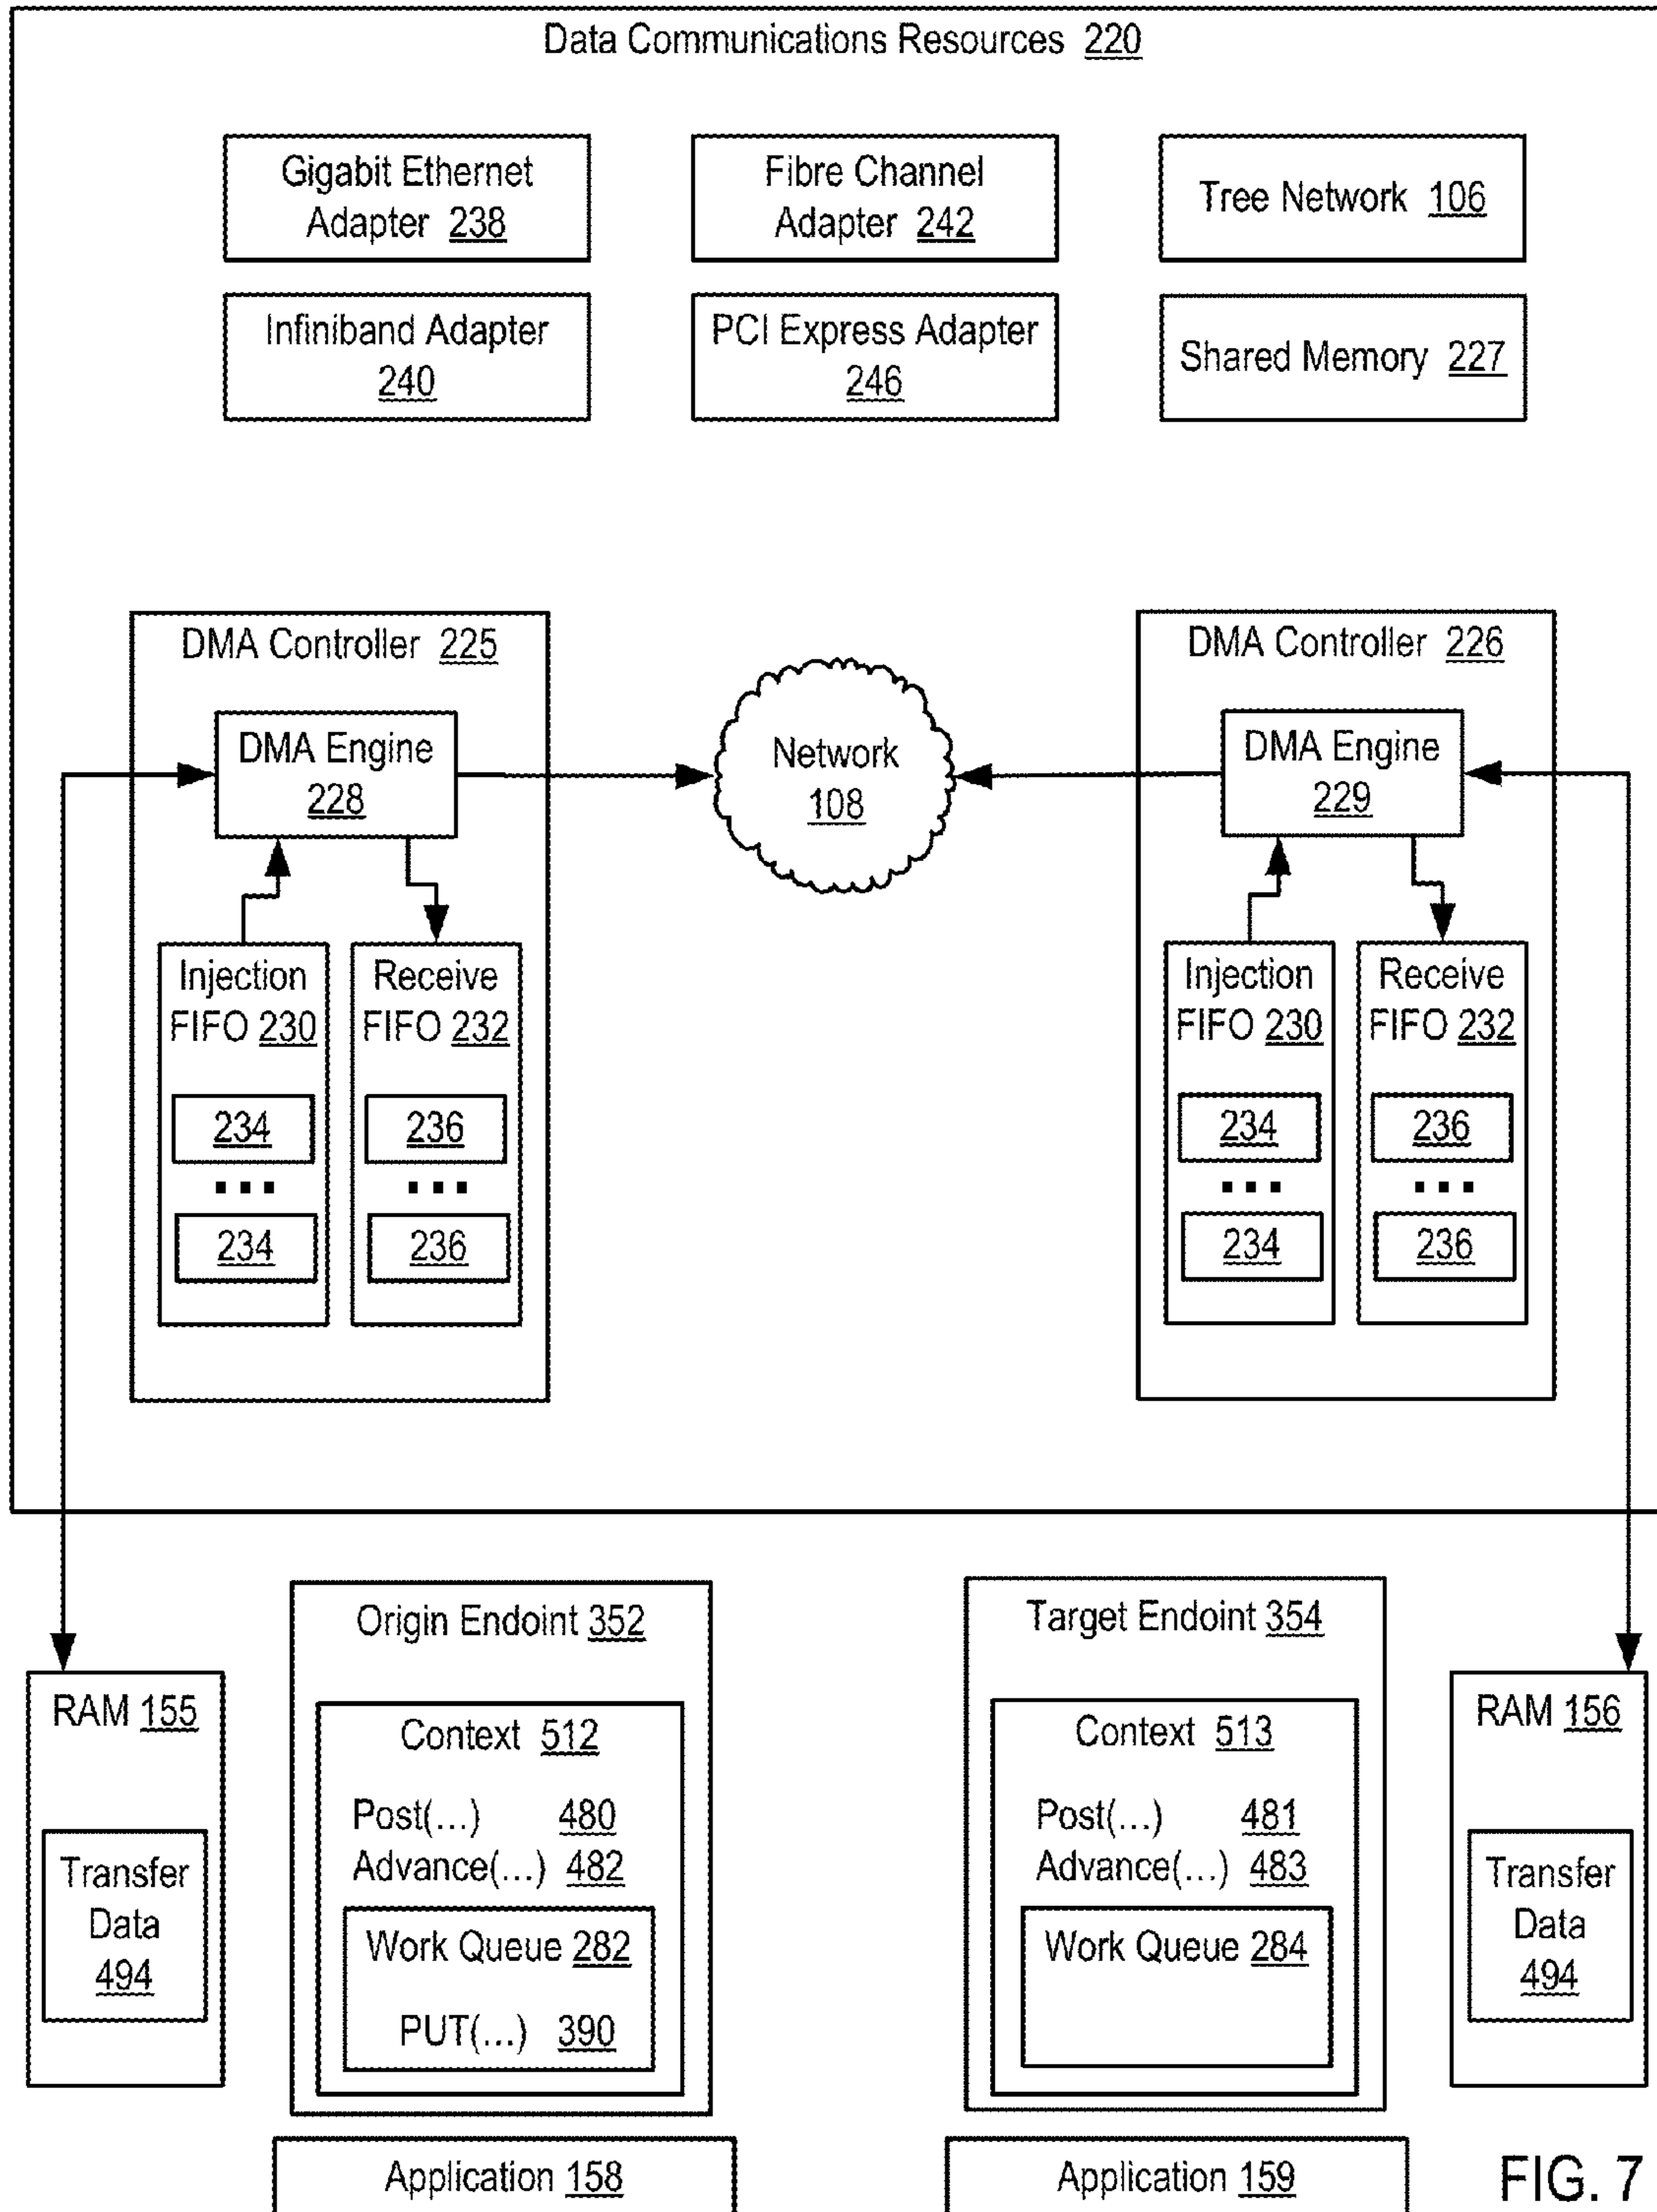 Data Communications Resources 220
Gigabit Ethernet
Adapter 238
Fibre Channel
Adapter 242
Tree Network 106
Infiniband Adapter
240
PCI Express Adapter
246
Shared Memory 227
DMA Controller 225
DMA Engine
228
Injection
FIFO 230
234
...
234
Receive
FIFO 232
236
...
236
Network
108
DMA Controller 226
DMA Engine
229
Injection
FIFO 230
234
...
234
Receive
FIFO 232
236
...
236
RAM 155
Transfer
Data
494
Origin Endoint 352
Context 512
Post(...) 480
Advance(...) 482
Work Queue 282
PUT(...) 390
Target Endoint 354
Context 513
Post(...) 481
Advance(...) 483
Work Queue 284
RAM 156
Transfer
Data
494
Application 158
Application 159
FIG. 7